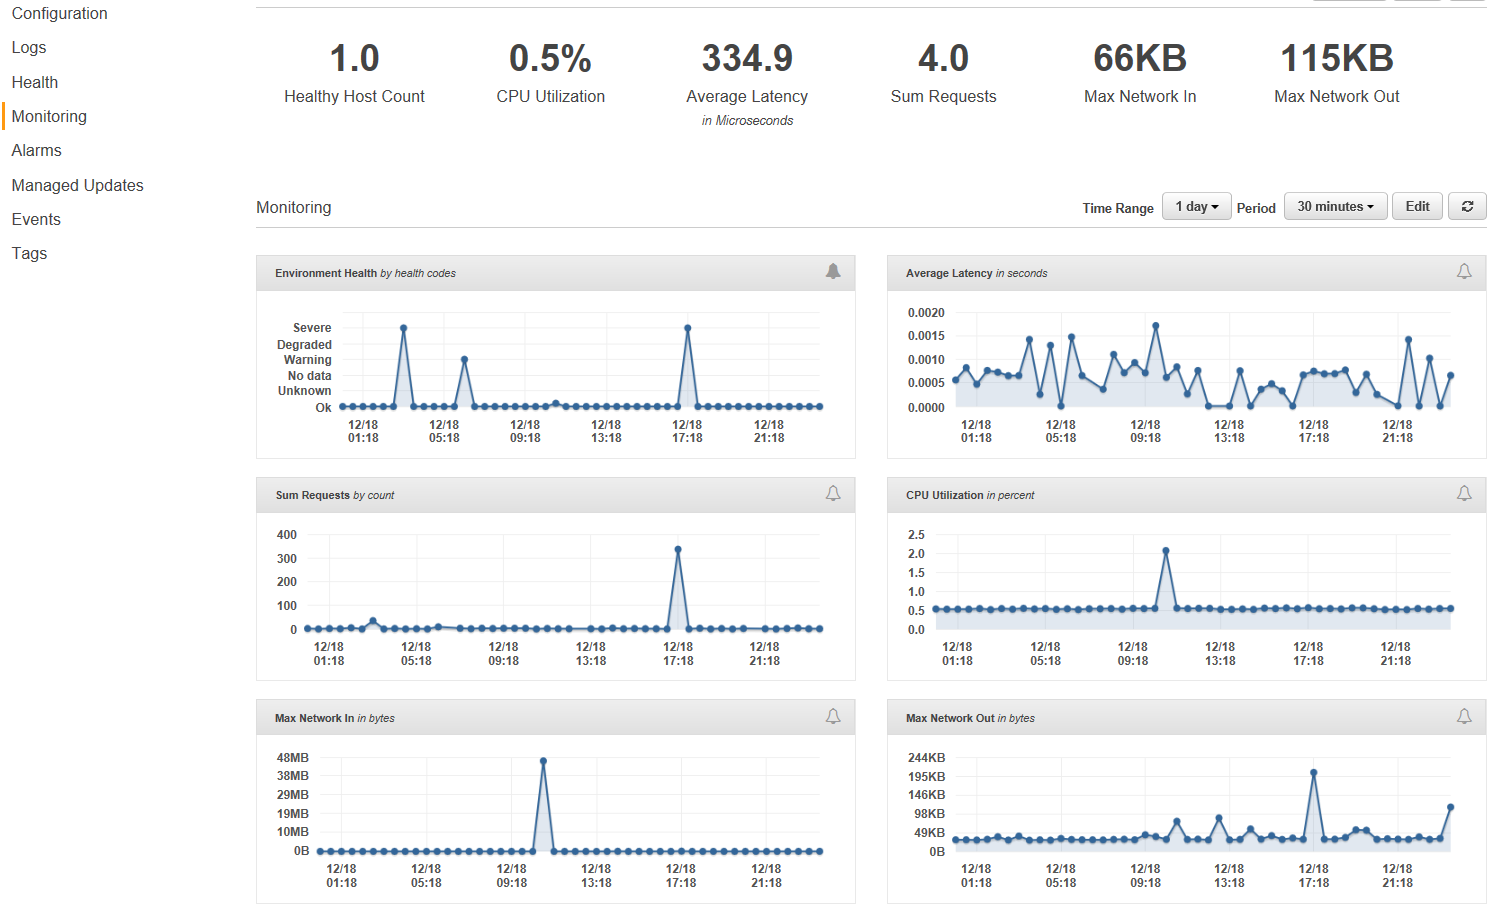 Configuration
Logs
Health
Monitoring
Alarms
Managed Updates
Events
Tags
1.0 0.5% 334.9 4.0 66KB 115KB
Healthy Host Count CPU Utilization Average Latency Sum Requests Max Network In Max Network Out
in Microseconds
Monitoring Time Range 1 day Period 30 minutes Edit
Environment Health by health codes
Severe
Degraded
Warning
No data
Unknown
Ok
12/18 12/18 12/18 12/18 12/18 12/18
01:18 05:18 09:18 13:18 17:18 21:18
Average Latency in seconds
0.0020
0.0015
0.0010
0.0005
0.0000
12/18 12/18 12/18 12/18 12/18 12/18
01:18 05:18 09:18 13:18 17:18 21:18
Sum Requests by count
400
300
200
100
0
12/18 12/18 12/18 12/18 12/18 12/18
01:18 05:18 09:18 13:18 17:18 21:18
CPU Utilization in percent
2.5
2.0
1.5
1.0
0.5
0.0
12/18 12/18 12/18 12/18 12/18 12/18
01:18 05:18 09:18 13:18 17:18 21:18
Max Network In in bytes
48MB
38MB
29MB
19MB
10MB
0B
12/18 12/18 12/18 12/18 12/18 12/18
01:18 05:18 09:18 13:18 17:18 21:18
Max Network Out in bytes
244KB
195KB
146KB
98KB
49KB
0B
12/18 12/18 12/18 12/18 12/18 12/18
01:18 05:18 09:18 13:18 17:18 21:18